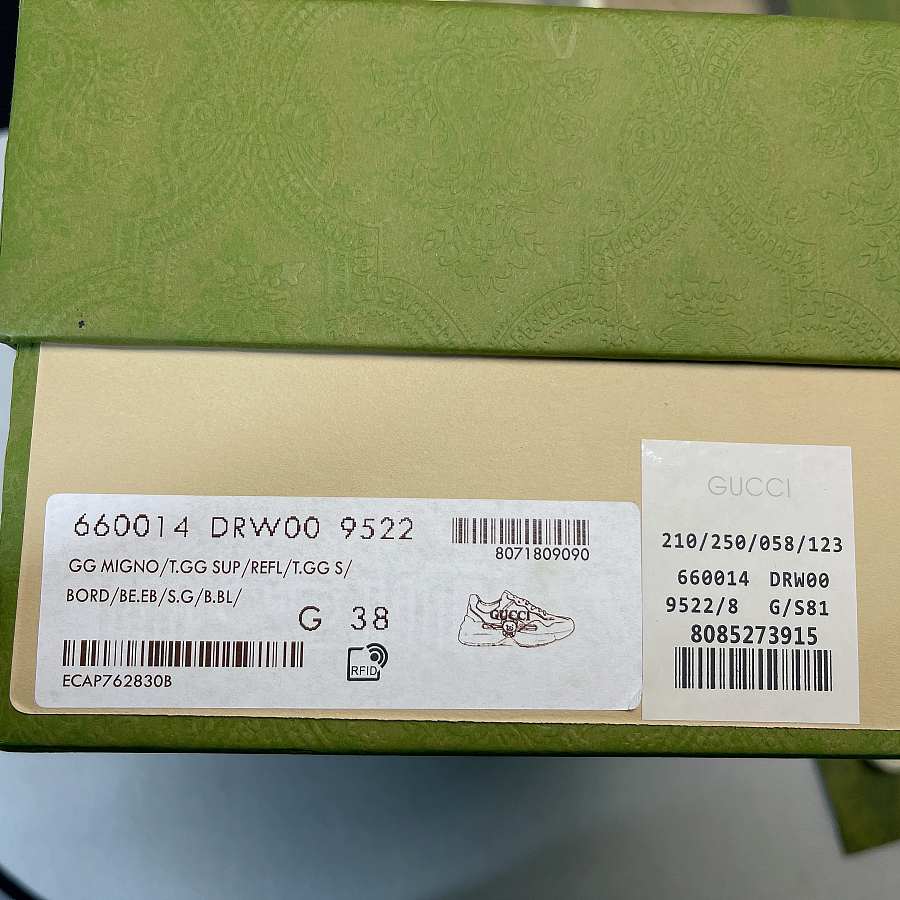 660014 DRW00 9522
8071809090
GG MIGNO/T.GG SUP/REFL/T.GG S/
BORD/BE.EB/S.G/B.BL/
G 38
GUCCI
RFID
ECAP762830B
GUCCI
210/250/058/123
660014 DRW00
9522/8 G/S81
8085273915